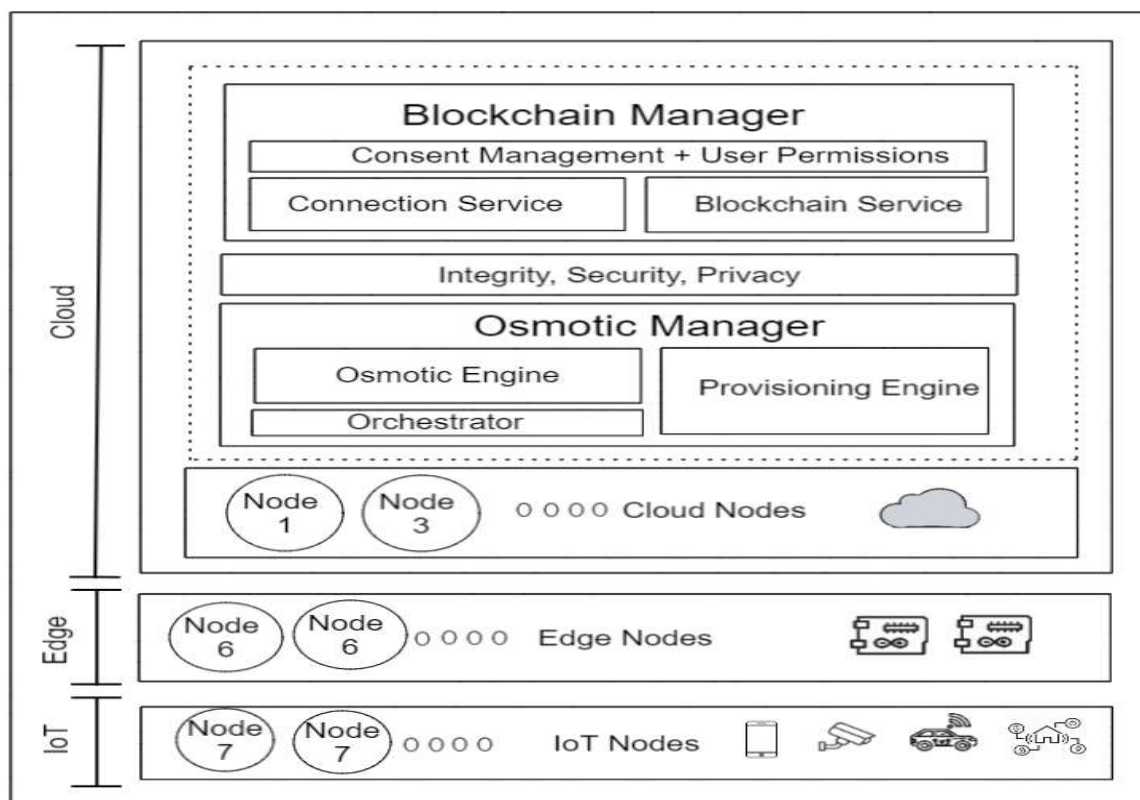 Cloud
Blockchain Manager
Consent Management + User Permissions
Connection Service
Blockchain Service
Integrity, Security, Privacy
Osmotic Manager
Osmotic Engine
Orchestrator
Provisioning Engine
Node
1
Node
3
Cloud Nodes
Edge
Node
6
Node
6
Edge Nodes
IoT
Node
7
Node
7
IoT Nodes